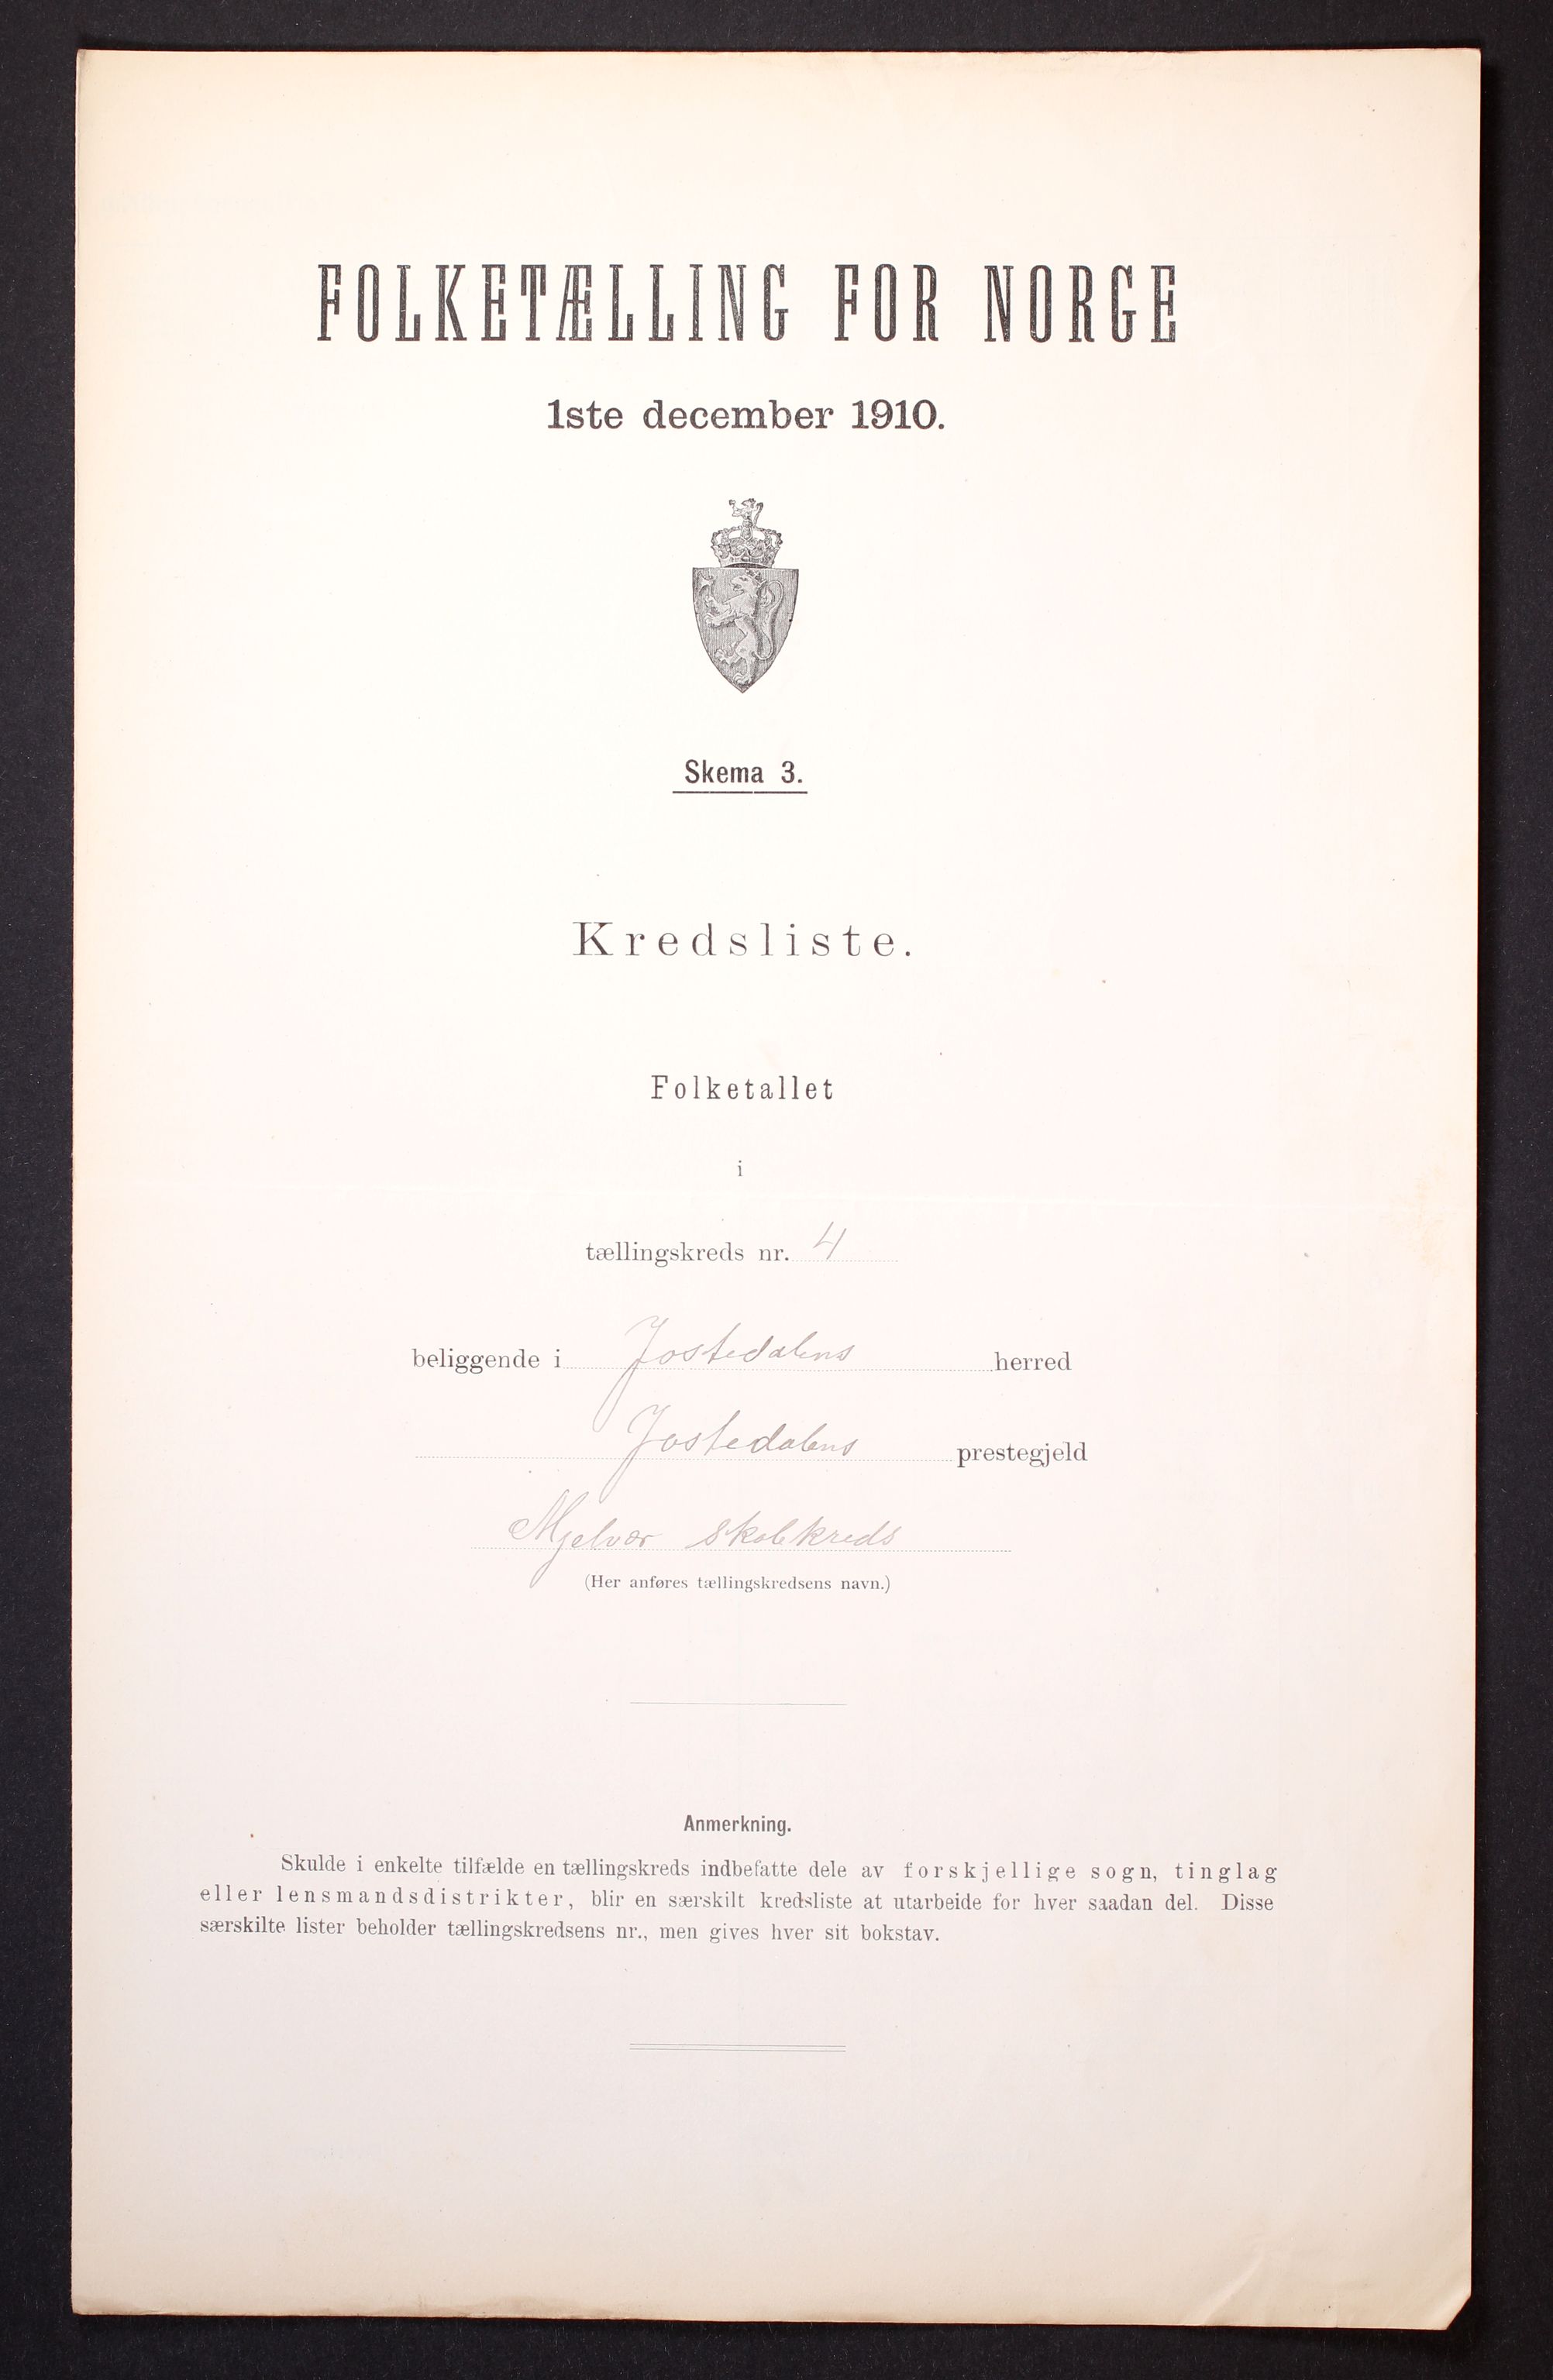 FOLKETÆLLING FOR NORGE
1ste december 1910.
Skema 3.
Kredsliste.
Folketallet
i
tællingskreds nr. 4
beliggende i Jostedalens herred
Jostedalens prestegjeld
Mjelvær skolekreds
(Her anføres tællingskredsens navn.)
Anmerkning.
Skulde i enkelte tilfælde en tællingskreds indbefatte dele av forskjellige sogn, tinglag
eller lensmandsdistrikter, blir en særskilt kredsliste at utarbeide for hver saadan del. Disse
særskilte lister beholder tællingskredsens nr., men gives hver sit bokstav.